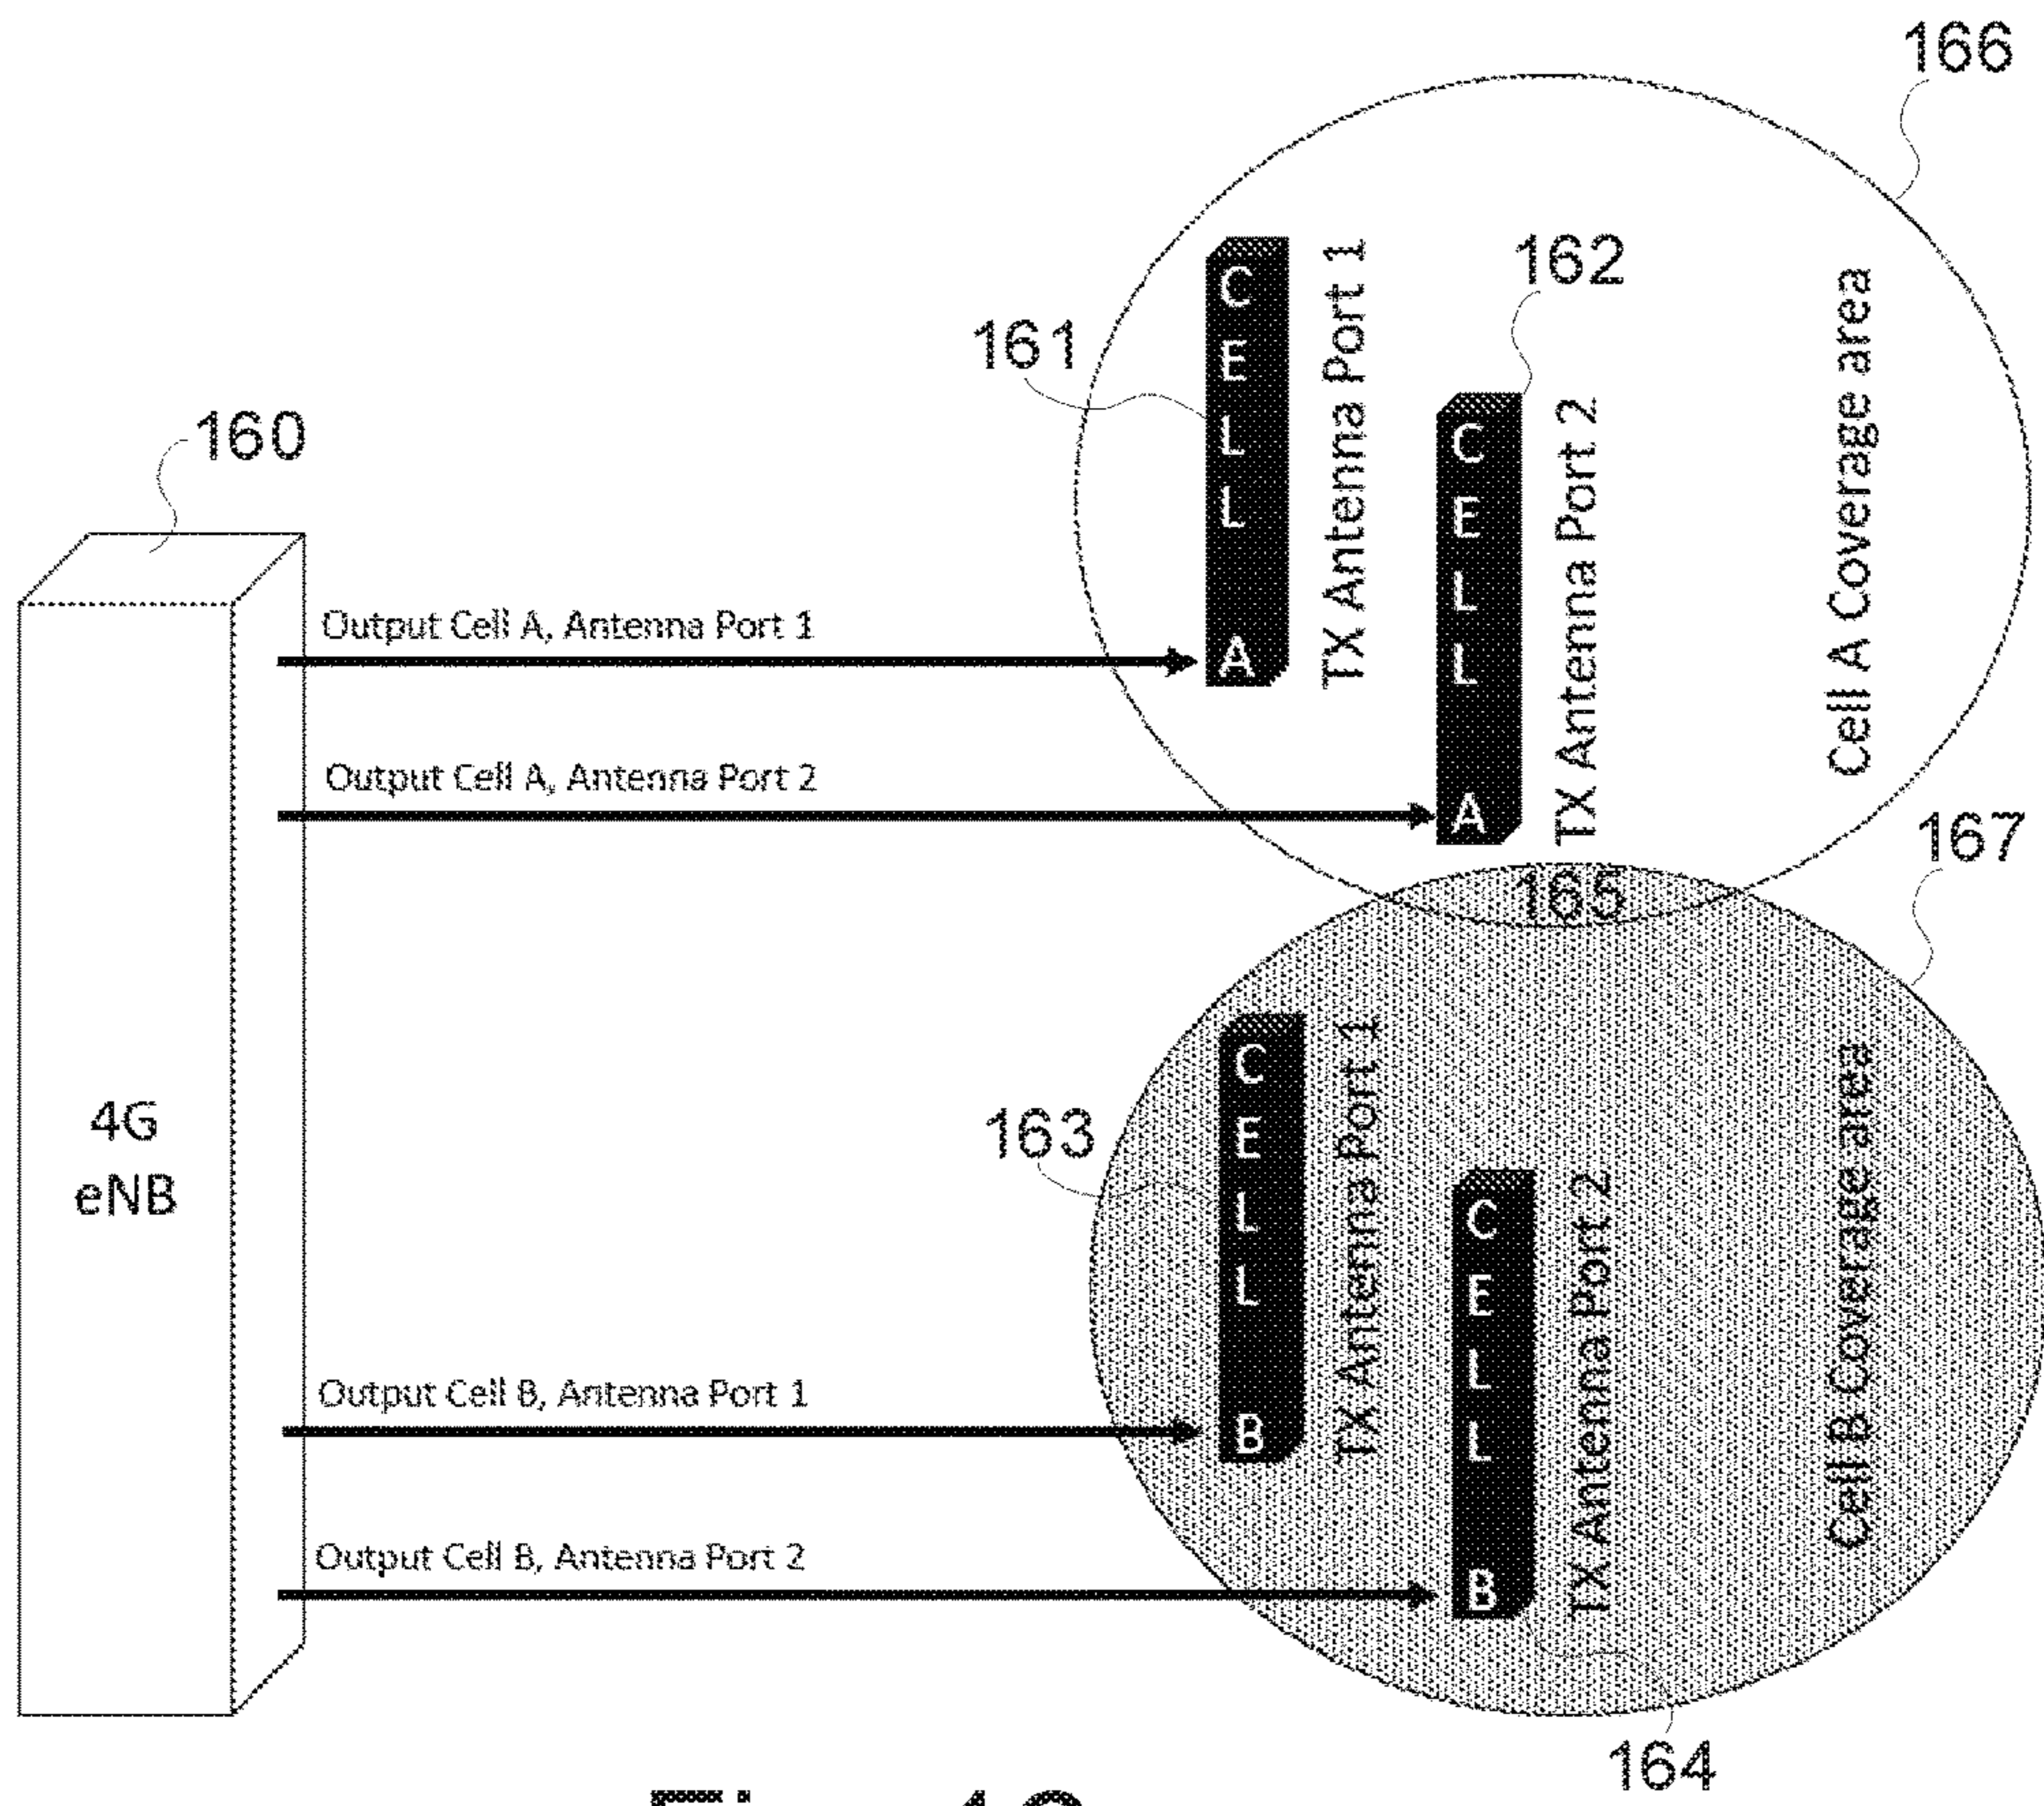 166
162
161
CELL A
TX Antenna Port 1
CELL A
TX Antenna Port 2
Cell A Coverage area
160
Output Cell A, Antenna Port 1
Output Cell A, Antenna Port 2
167
165
4G
eNB
163
CELL B
TX Antenna Port 1
CELL B
TX Antenna Port 2
Cell B Coverage area
Output Cell B, Antenna Port 1
Output Cell B, Antenna Port 2
164